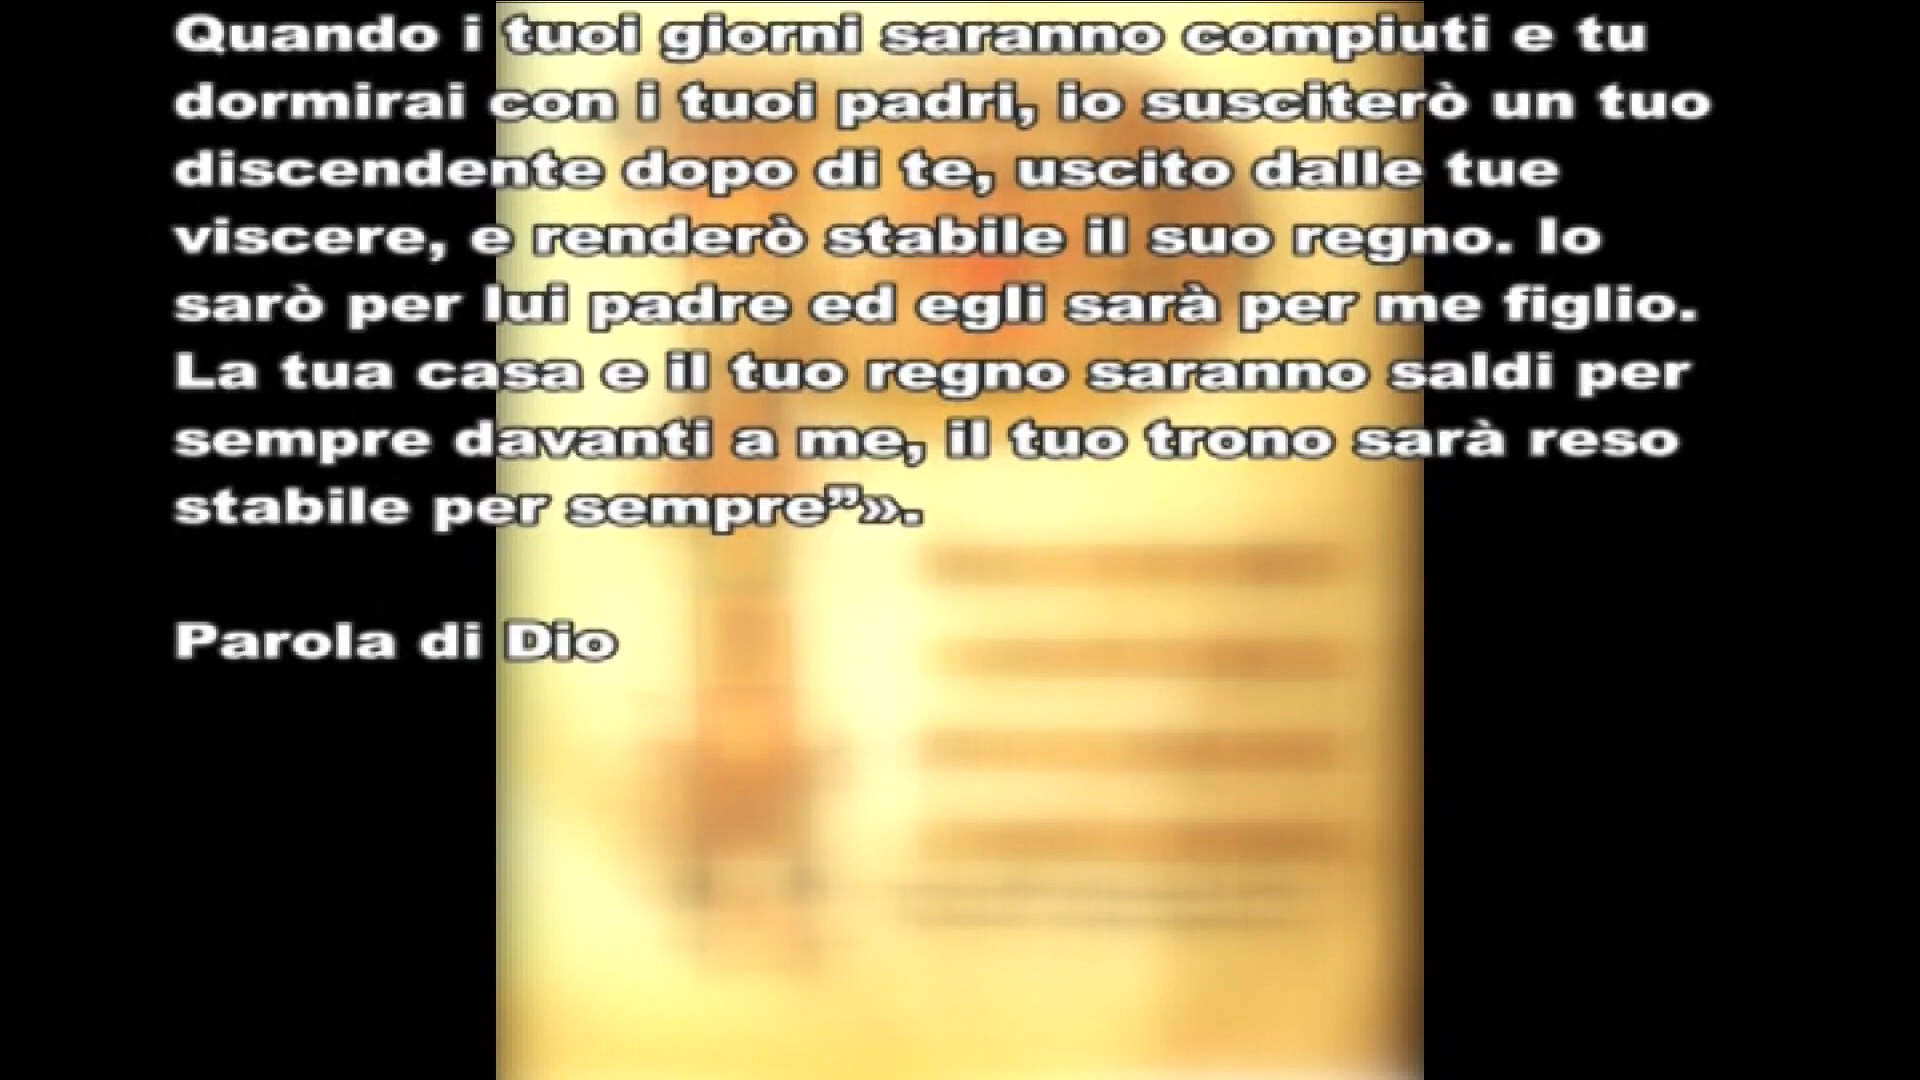 Quando i tuoi giorni saranno compiuti e tu
dormirai con i tuoi padri, io susciterò un tuo
discendente dopo di te, uscito dalle tue
viscere, e renderò stabile il suo regno. Io
sarò per lui padre ed egli sarà per me figlio.
La tua casa e il tuo regno saranno saldi per
sempre davanti a me, il tuo trono sarà reso
stabile per sempre”».
Parola di Dio